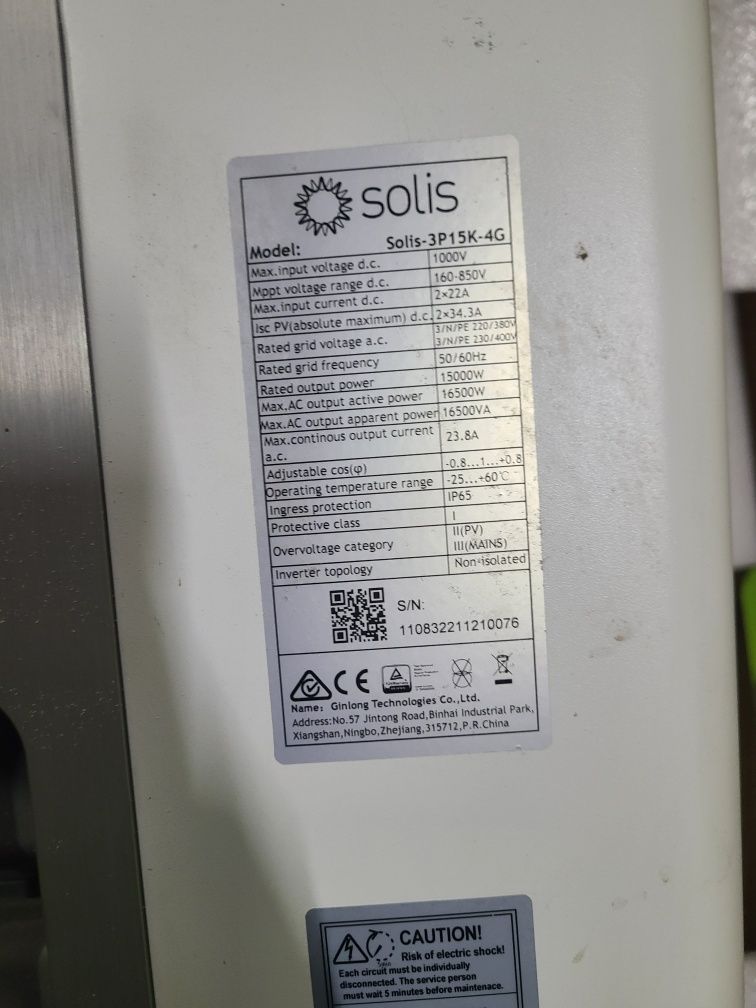 solis
Model: Solis-3P15K-4G
Max.input voltage d.c. 1000V
Mppt voltage range d.c. 160-850V
Max.input current d.c. 2×22A
Isc PV(absolute maximum) d.c. 2×34.3A
Rated grid voltage a.c. 3/N/PE 220/380V
3/N/PE 230/400V
Rated grid frequency 50/60Hz
Rated output power 15000W
Max.AC output active power 16500W
Max.AC output apparent power 16500VA
Max.continous output current a.c. 23.8A
Adjustable cos(φ) -0.8...1...+0.8
Operating temperature range -25...+60℃
Ingress protection IP65
Protective class I
Overvoltage category II(PV)
III(MAINS)
Inverter topology Non-isolated
S/N:
110832211210076
CE
Name: Ginlong Technologies Co.,Ltd.
Address:No.57 Jintong Road,Binhai Industrial Park,
Xiangshan,Ningbo,Zhejiang,315712,P.R.China
CAUTION!
Risk of electric shock!
Each circuit must be individually
disconnected. The service person
must wait 5 minutes before maintenace.